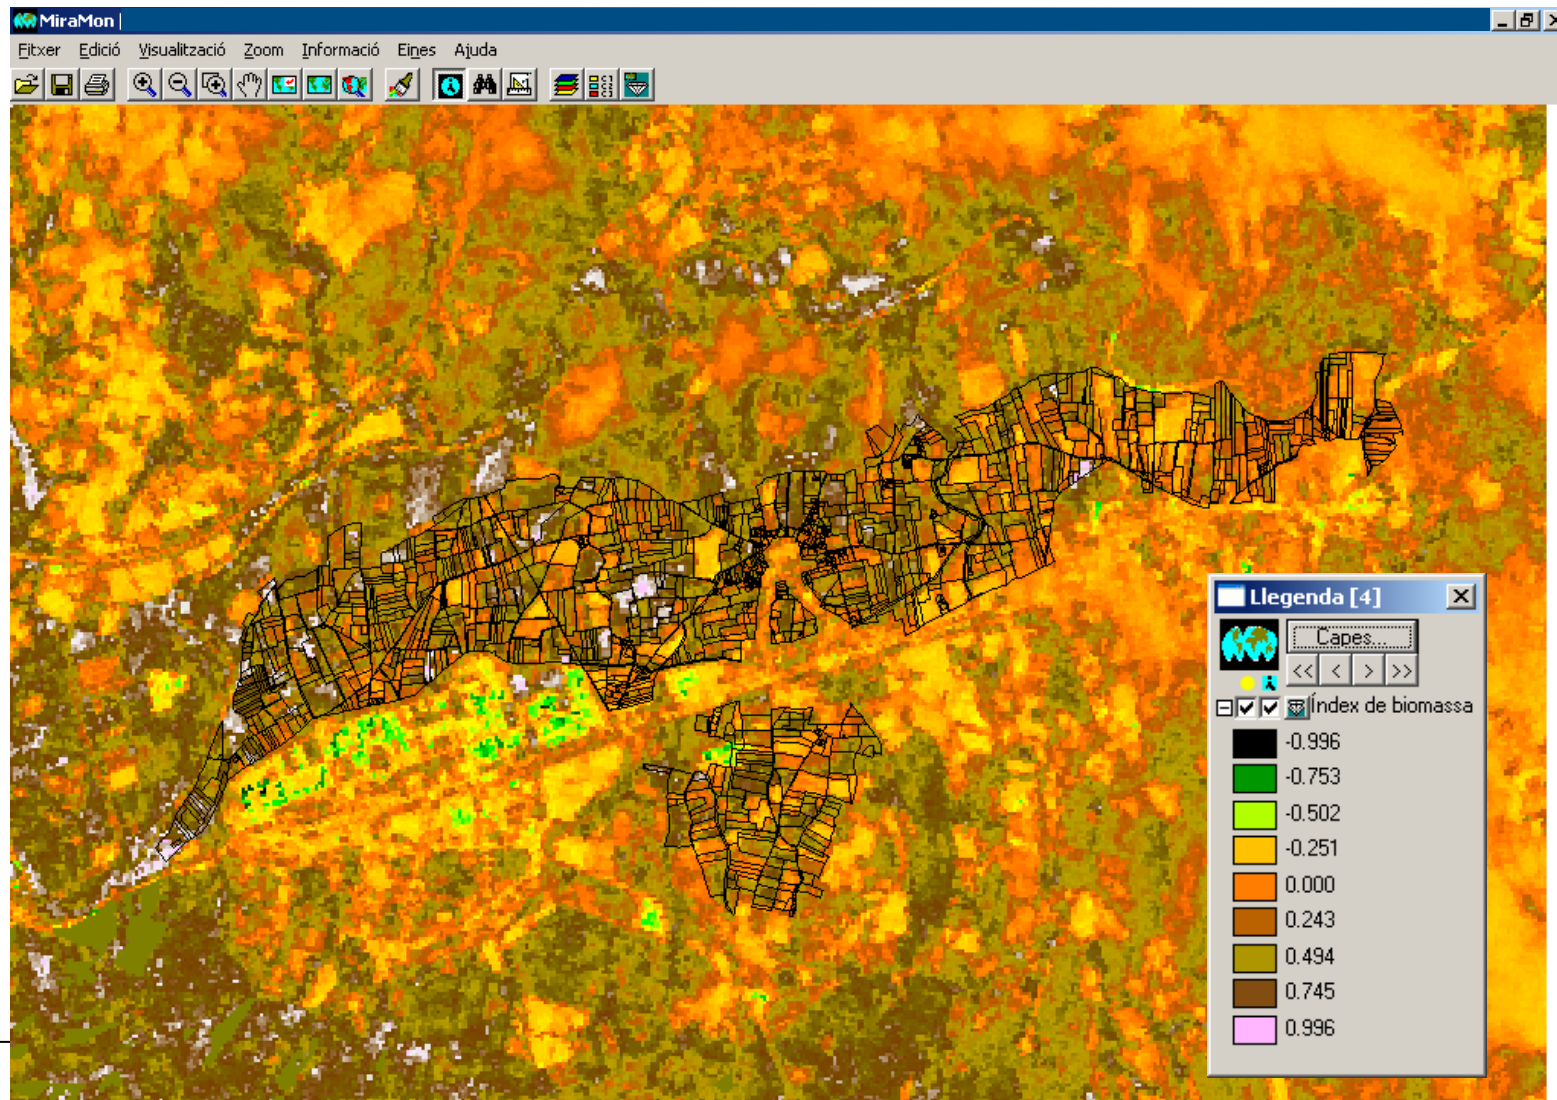 MiraMon
Fitxer Edició Visualització Zoom Informació Eines Ajuda
Llegenda [4]
Capes...
<< < > >>
Índex de biomassa
-0.996
-0.753
-0.502
-0.251
0.000
0.243
0.494
0.745
0.996